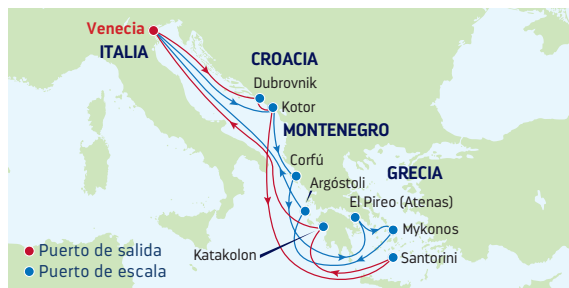 Venecia
ITALIA
CROACIA
Dubrovnik
Kotor
MONTENEGRO
Corfú
GRECIA
Argóstoli
El Pireo (Atenas)
Mykonos
Katakolon
Santorini
Puerto de salida
Puerto de escala